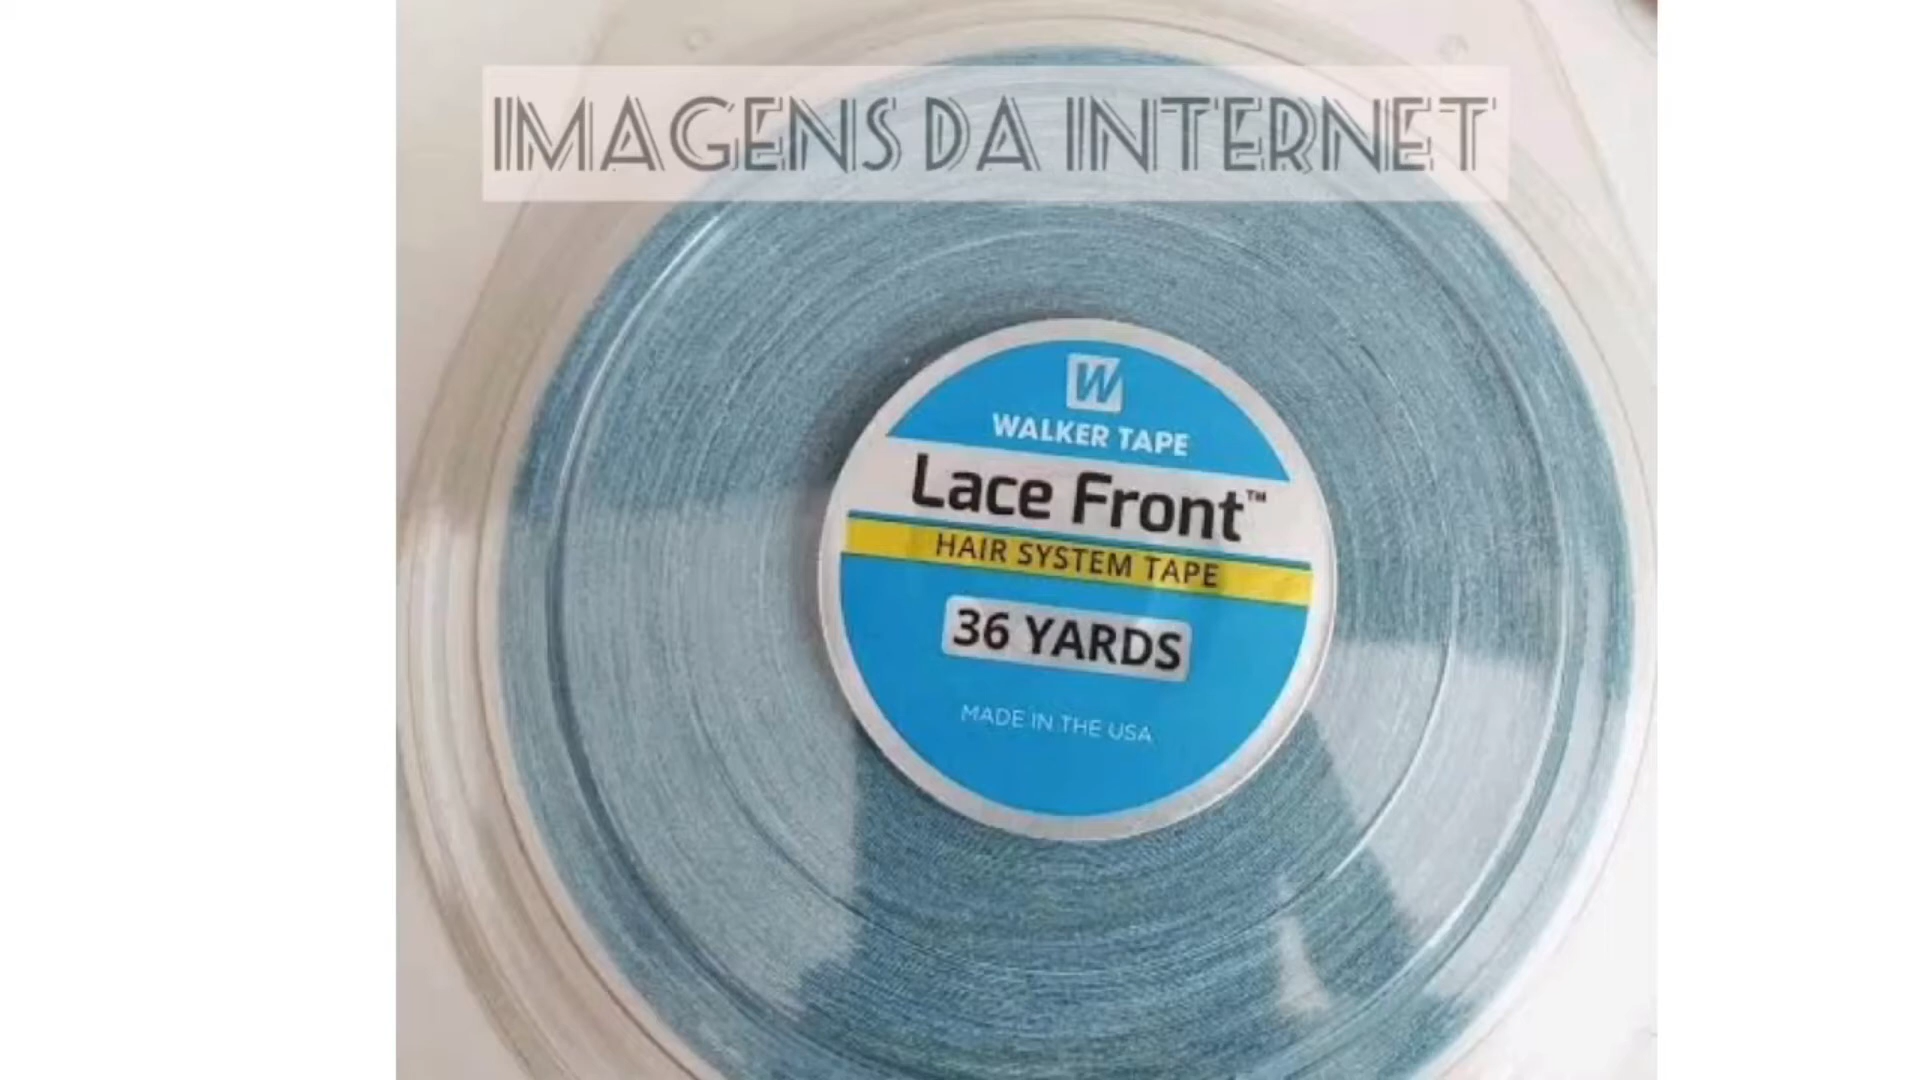 IMAGENS DA INTERNET
W
WALKER TAPE
Lace Front™
HAIR SYSTEM TAPE
36 YARDS
MADE IN THE USA